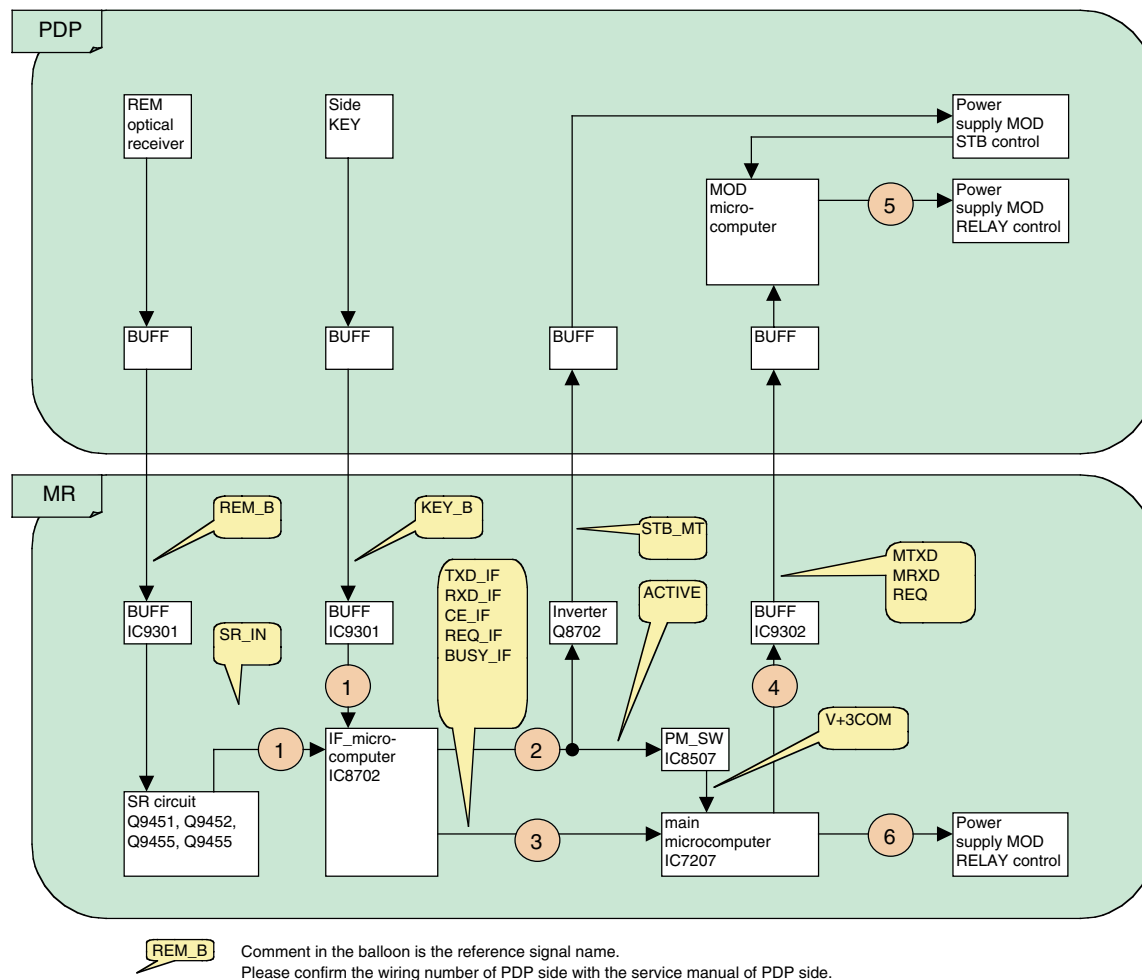 PDP
REM
optical
receiver
Side
KEY
Power
supply MOD
STB control
MOD
micro-
computer
5
Power
supply MOD
RELAY control
BUFF
BUFF
BUFF
BUFF
MR
REM_B
KEY_B
STB_MT
TXD_IF
RXD_IF
CE_IF
REQ_IF
BUSY_IF
ACTIVE
MTXD
MRXD
REQ
BUFF
IC9301
SR_IN
BUFF
IC9301
Inverter
Q8702
BUFF
IC9302
1
4
V+3COM
1
IF_micro-
computer
IC8702
2
PM_SW
IC8507
SR circuit
Q9451, Q9452,
Q9455, Q9455
3
main
microcomputer
IC7207
6
Power
supply MOD
RELAY control
REM_B
Comment in the balloon is the reference signal name.
Please confirm the wiring number of PDP side with the service manual of PDP side.